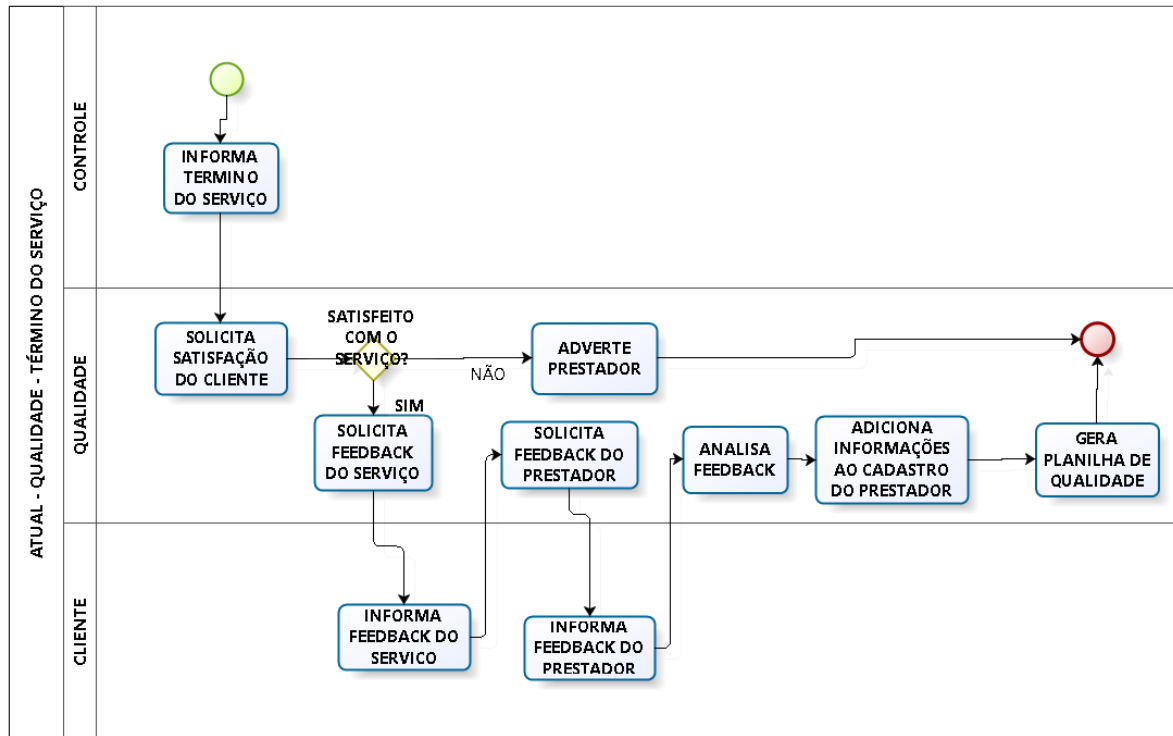 ATUAL - QUALIDADE - TÉRMINO DO SERVIÇO
CONTROLE
INFORMA
TERMINO
DO SERVIÇO
QUALIDADE
SOLICITA
SATISFAÇÃO
DO CLIENTE
SATISFEITO
COM O
SERVIÇO?
NÃO
ADVERTE
PRESTADOR
SIM
SOLICITA
FEEDBACK
DO SERVIÇO
SOLICITA
FEEDBACK DO
PRESTADOR
ANALISA
FEEDBACK
ADICIONA
INFORMAÇÕES
AO CADASTRO
DO PRESTADOR
GERA
PLANILHA DE
QUALIDADE
CLIENTE
INFORMA
FEEDBACK DO
SERVICO
INFORMA
FEEDBACK DO
PRESTADOR